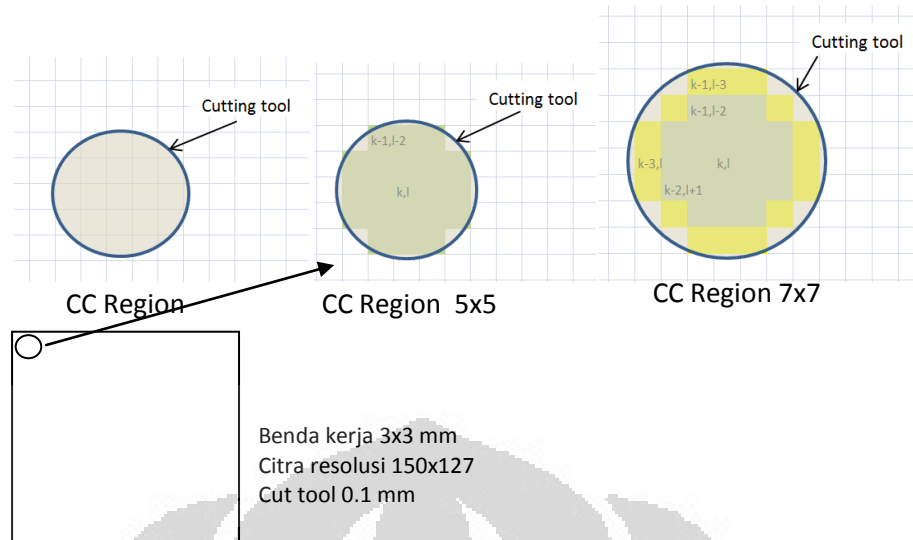 Cutting tool
CC Region
Cutting tool
k-1,l-2
k,l
CC Region 5x5
Cutting tool
k-1,l-3
k-1,l-2
k-3,l
k,l
k-2,l+1
CC Region 7x7
Benda kerja 3x3 mm
Citra resolusi 150x127
Cut tool 0.1 mm